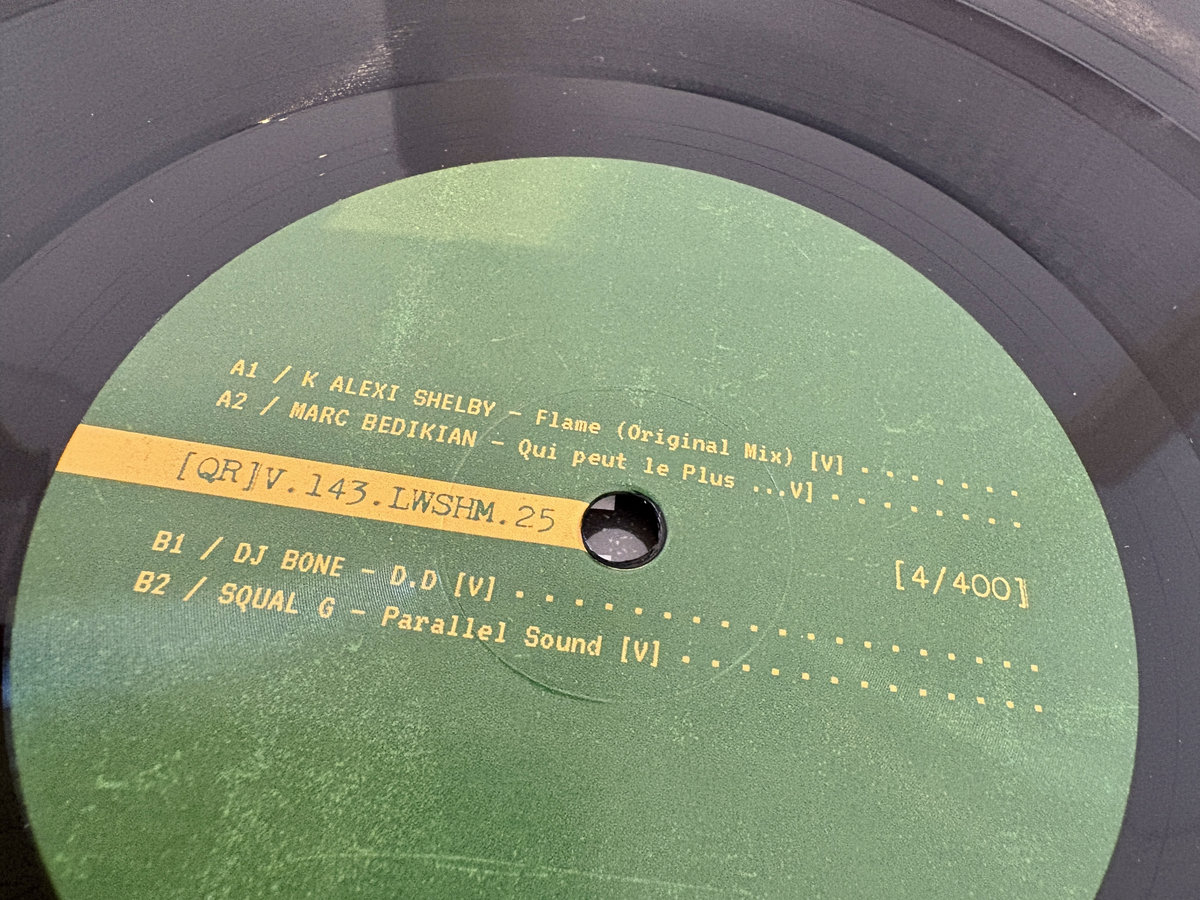 A1 / K ALEXI SHELBY - Flame (Original Mix) [V] . . . . . .
A2 / MARC BEDIKIAN - Qui peut le Plus ...V] . . . . . . .
[QR]V.143.LWSHM.25
[4/400]
B1 / DJ BONE - D.D [V] . . . . . . . . . . . . . . . . . . .
B2 / SQUAL G - Parallel Sound [V] . . . . . . . . . . . . .